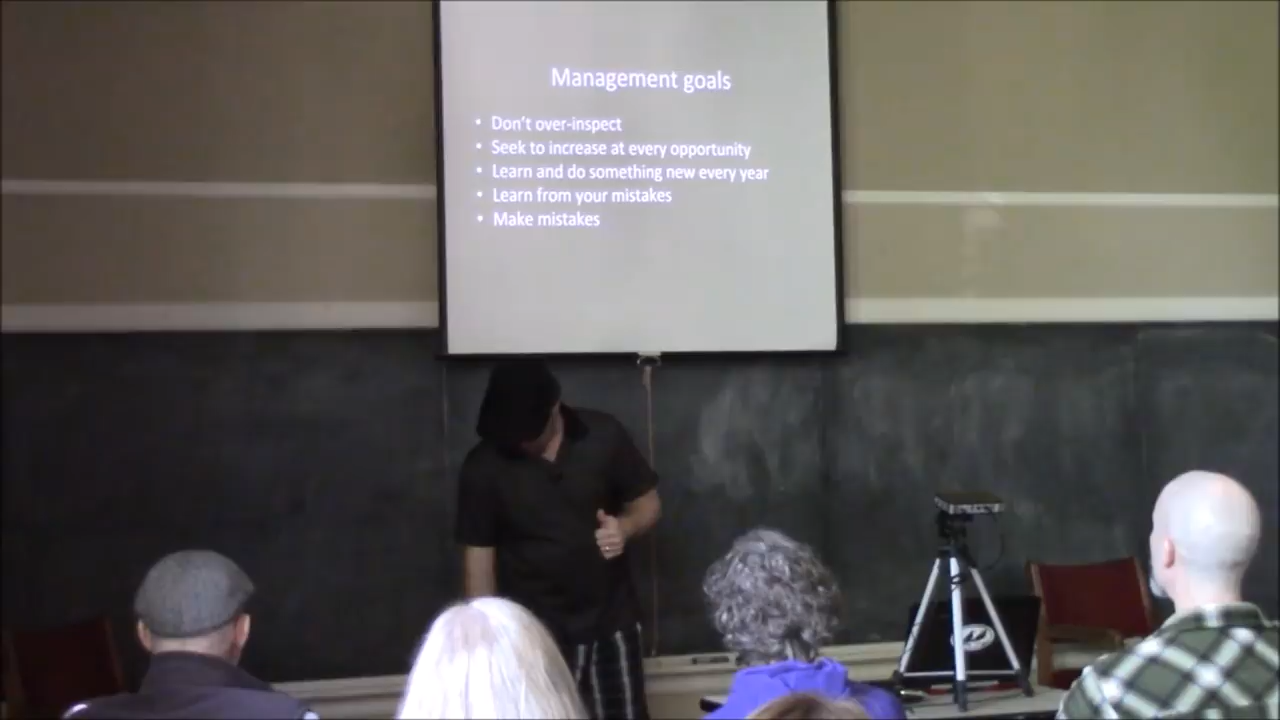 Management goals
• Don't over-inspect
• Seek to increase at every opportunity
• Learn and do something new every year
• Learn from your mistakes
• Make mistakes